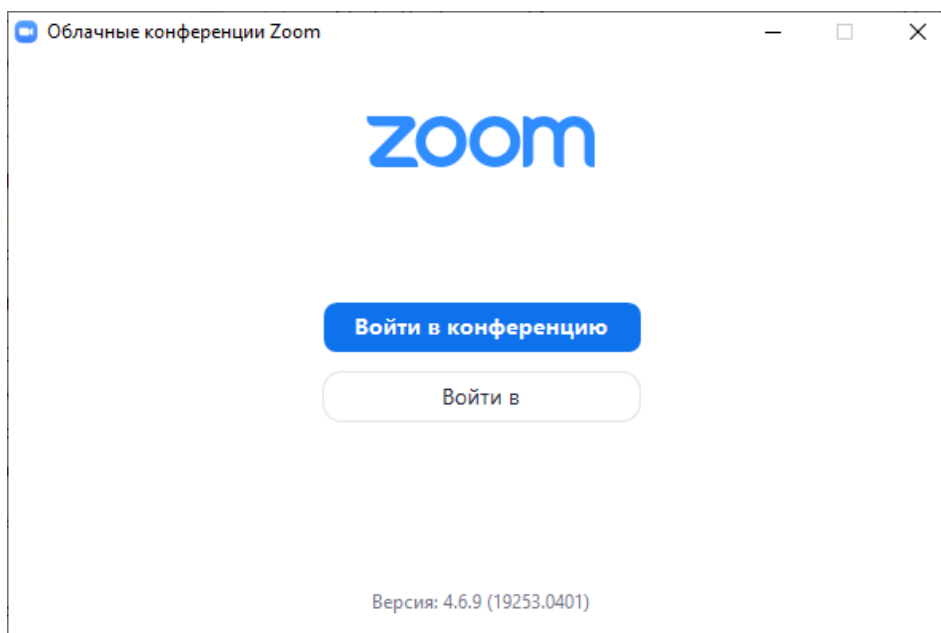 Облачные конференции Zoom
zoom
Войти в конференцию
Войти в
Версия: 4.6.9 (19253.0401)